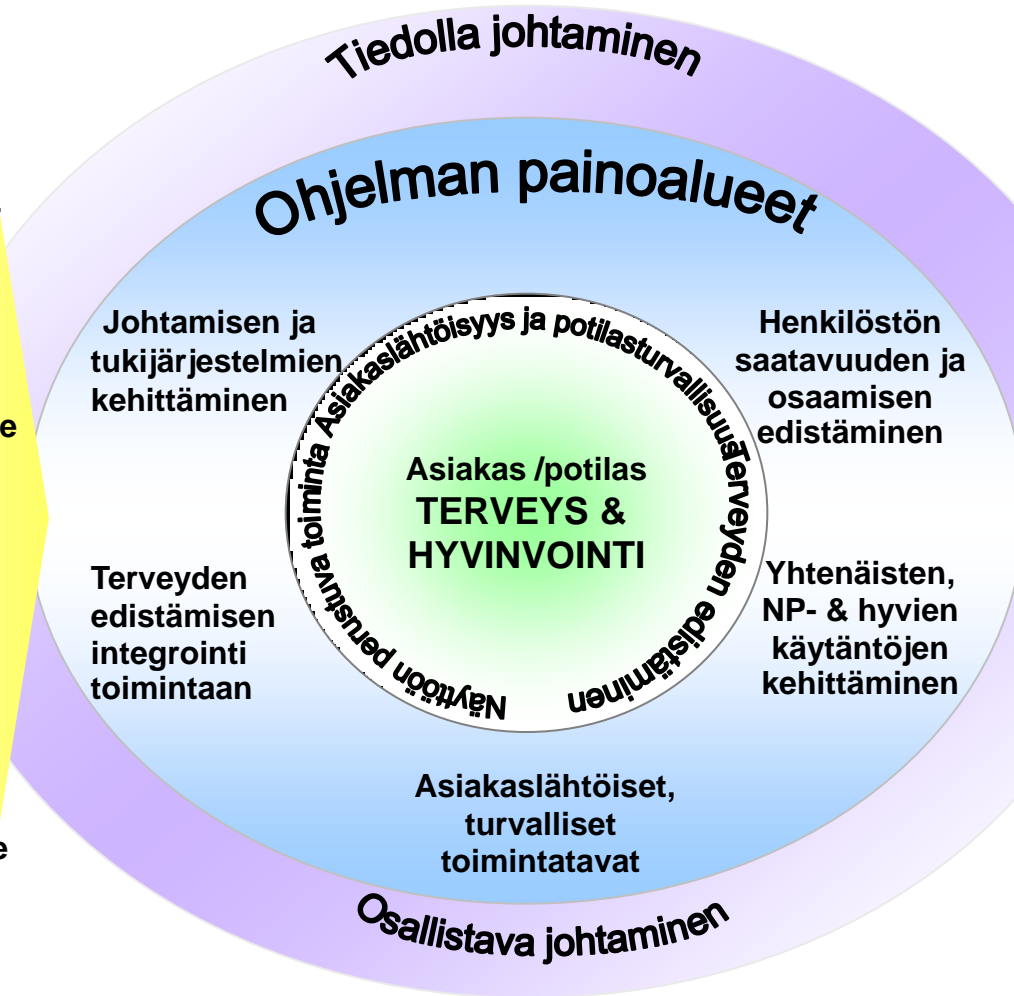 Tiedolla johtaminen
Ohjelman painoalueet
Johtamisen ja
tukijärjestelmien
kehittäminen
Henkilöstön
saatavuuden ja
osaamisen
edistäminen
Asiakaslähtöisyys ja potilasturvallisuus
Terveyden edistäminen
Näyttöön perustuva toiminta
Asiakas /potilas
TERVEYS &
HYVINVOINTI
Terveyden
edistämisen
integrointi
toimintaan
Yhtenäisten,
NP- & hyvien
käytäntöjen
kehittäminen
Asiakaslähtöiset,
turvalliset
toimintatavat
Osallistava johtaminen